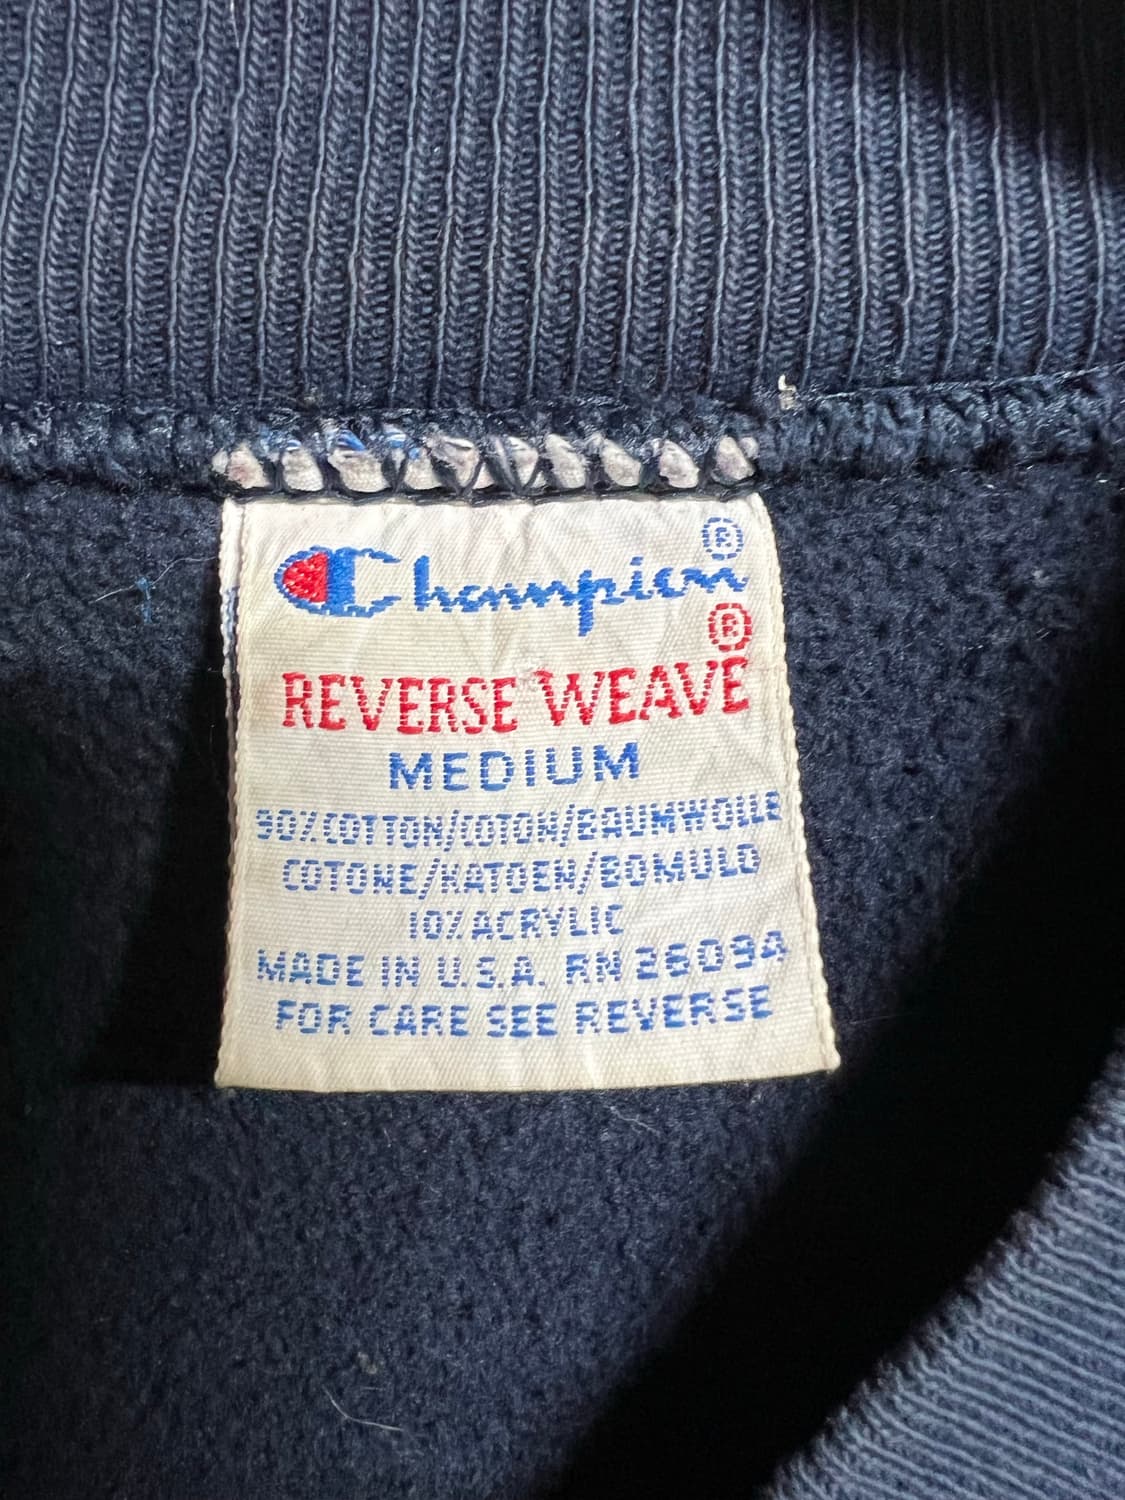 Champion®
REVERSE WEAVE®
MEDIUM
90% COTTON/COTON/BAUMWOLLE
COTONE/KATOEN/BOMULD
10% ACRYLIC
MADE IN U.S.A. RN 26094
FOR CARE SEE REVERSE